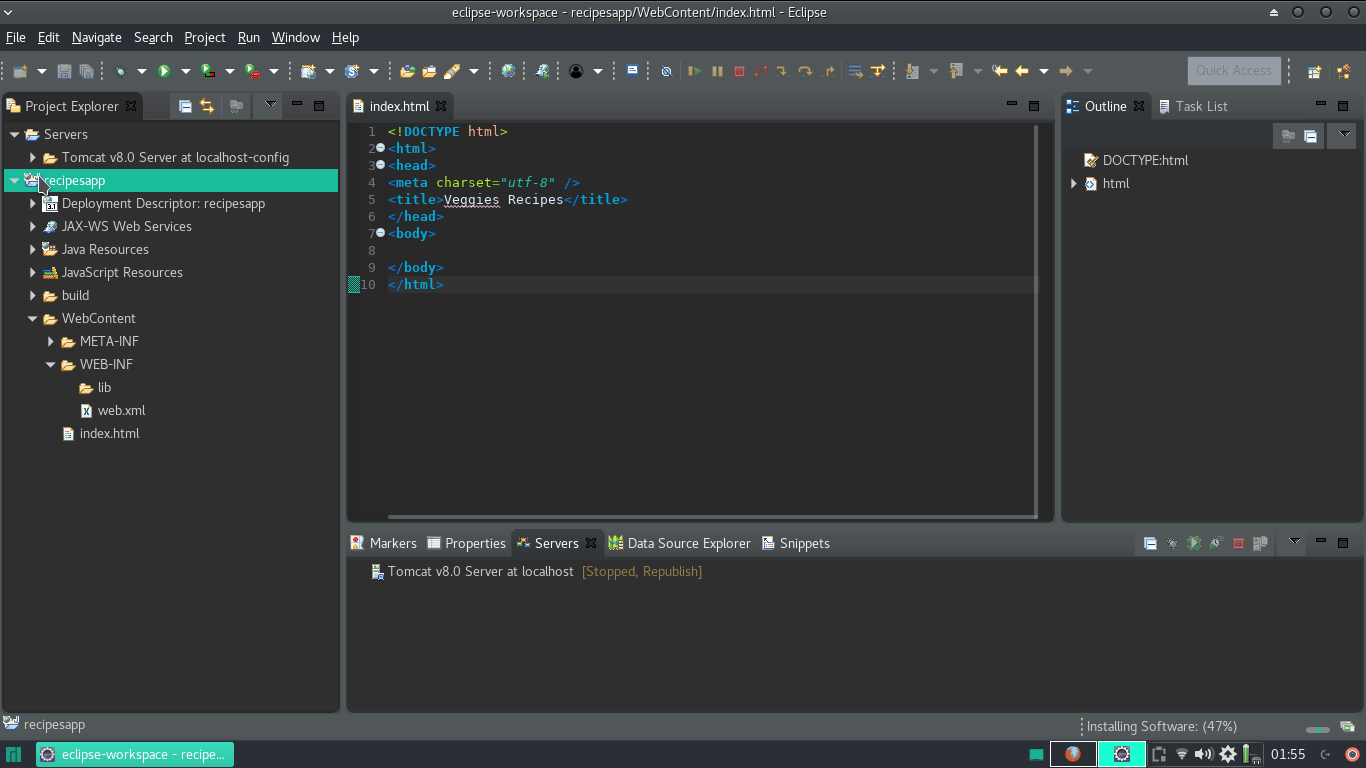 eclipse-workspace - recipesapp/WebContent/index.html - Eclipse
File Edit Navigate Search Project Run Window Help
Quick Access
Project Explorer
Servers
Tomcat v8.0 Server at localhost-config
recipesapp
Deployment Descriptor: recipesapp
JAX-WS Web Services
Java Resources
JavaScript Resources
build
WebContent
META-INF
WEB-INF
lib
web.xml
index.html
index.html
1 <!DOCTYPE html>
2 <html>
3 <head>
4 <meta charset="utf-8" />
5 <title>Veggies Recipes</title>
6 </head>
7 <body>
8
9 </body>
10 </html>
Outline Task List
DOCTYPE:html
html
Markers Properties Servers Data Source Explorer Snippets
Tomcat v8.0 Server at localhost [Stopped, Republish]
recipesapp
Installing Software: (47%)
eclipse-workspace - recipe...
01:55